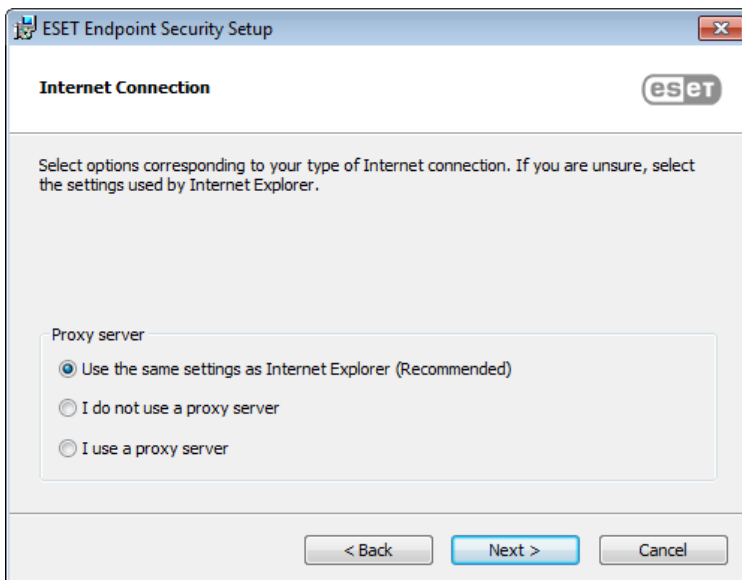 ESET Endpoint Security Setup
Internet Connection
eseT
Select options corresponding to your type of Internet connection. If you are unsure, select
the settings used by Internet Explorer.
Proxy server
Use the same settings as Internet Explorer (Recommended)
I do not use a proxy server
I use a proxy server
< Back
Next >
Cancel